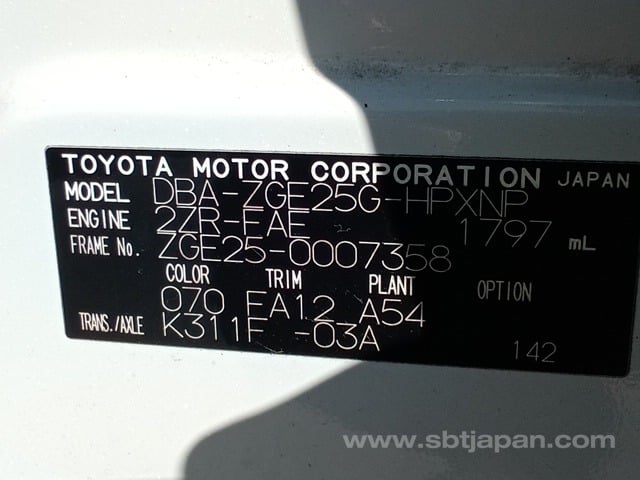 TOYOTA MOTOR CORPORATION JAPAN
MODEL DBA-ZGE25G-HPXNP
ENGINE 2ZR-FAE 1797 mL
FRAME No. ZGE25-0007358
COLOR TRIM PLANT OPTION
070 EA12 A54
TRANS./AXLE K311F -03A
142
www.sbtjapan.com